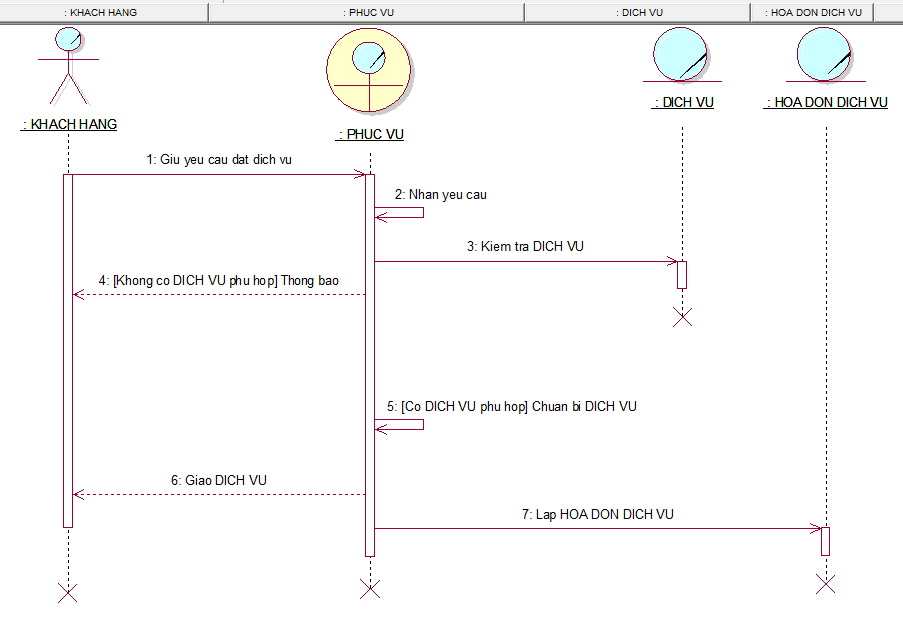 : KHACH HANG
: PHUC VU
: DICH VU
: HOA DON DICH VU
: KHACH HANG
: PHUC VU
: DICH VU
: HOA DON DICH VU
1: Giu yeu cau dat dich vu
2: Nhan yeu cau
3: Kiem tra DICH VU
4: [Khong co DICH VU phu hop] Thong bao
5: [Co DICH VU phu hop] Chuan bi DICH VU
6: Giao DICH VU
7: Lap HOA DON DICH VU